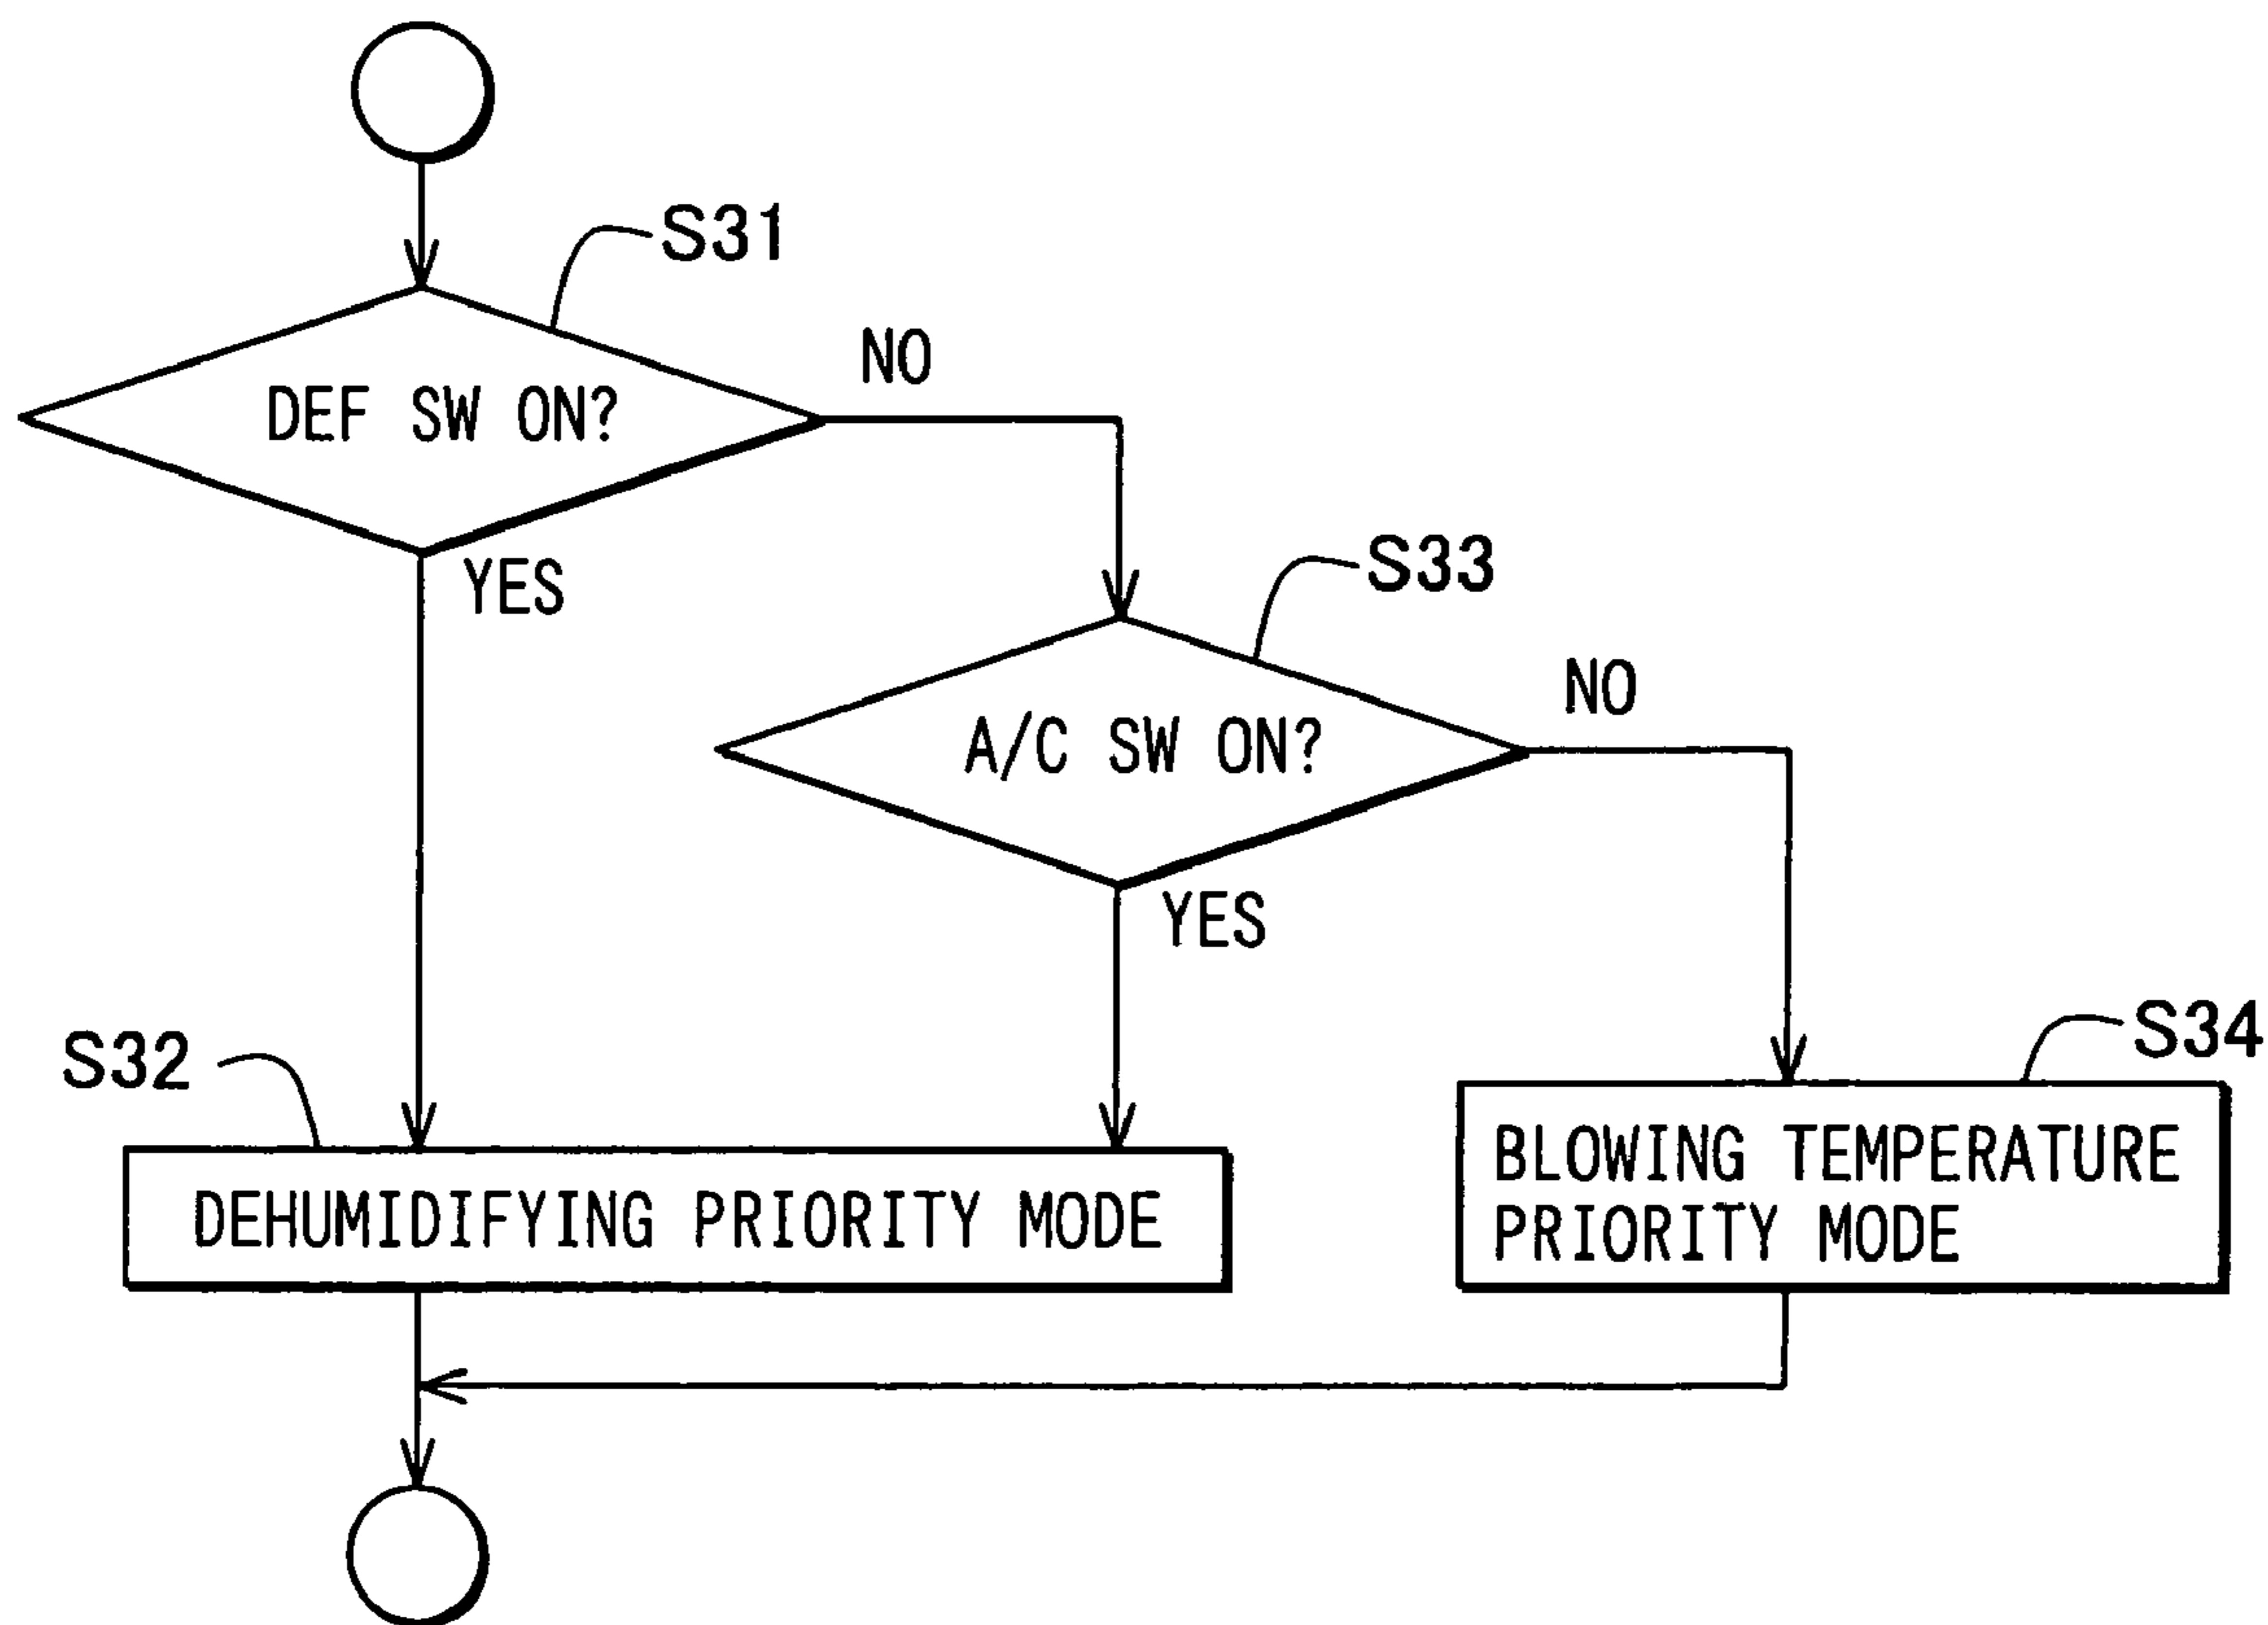 S31
NO
DEF SW ON?
YES
S33
NO
A/C SW ON?
YES
S32
S34
DEHUMIDIFYING PRIORITY MODE
BLOWING TEMPERATURE
PRIORITY MODE